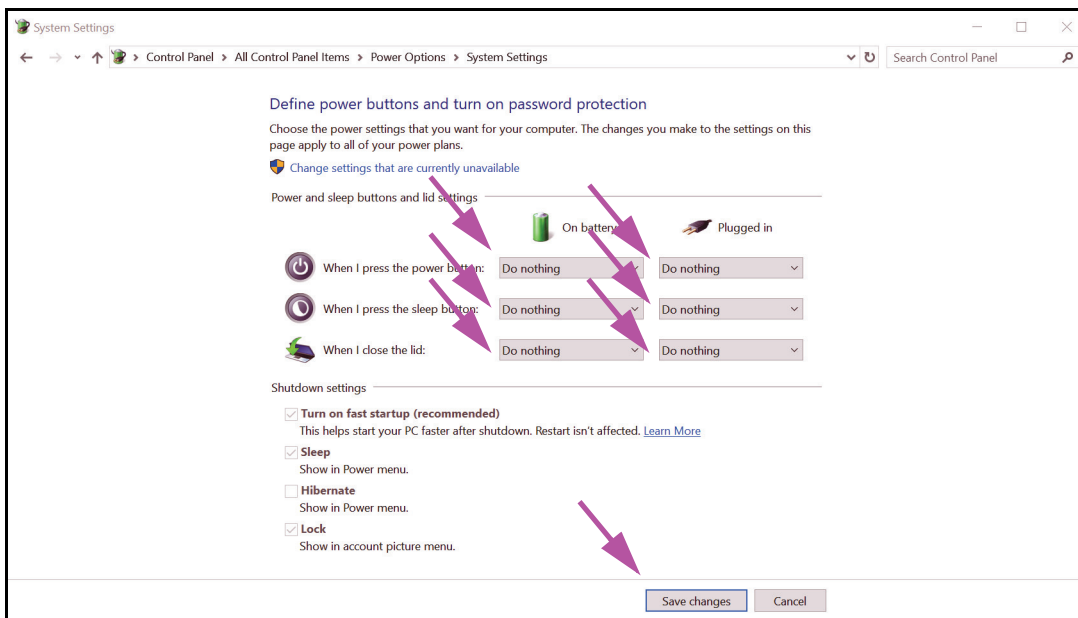 System Settings
Control Panel > All Control Panel Items > Power Options > System Settings
Search Control Panel
Define power buttons and turn on password protection
Choose the power settings that you want for your computer. The changes you make to the settings on this
page apply to all of your power plans.
Change settings that are currently unavailable
Power and sleep buttons and lid settings
On battery Plugged in
When I press the power button: Do nothing Do nothing
When I press the sleep button: Do nothing Do nothing
When I close the lid: Do nothing Do nothing
Shutdown settings
Turn on fast startup (recommended)
This helps start your PC faster after shutdown. Restart isn't affected. Learn More
Sleep
Show in Power menu.
Hibernate
Show in Power menu.
Lock
Show in account picture menu.
Save changes Cancel